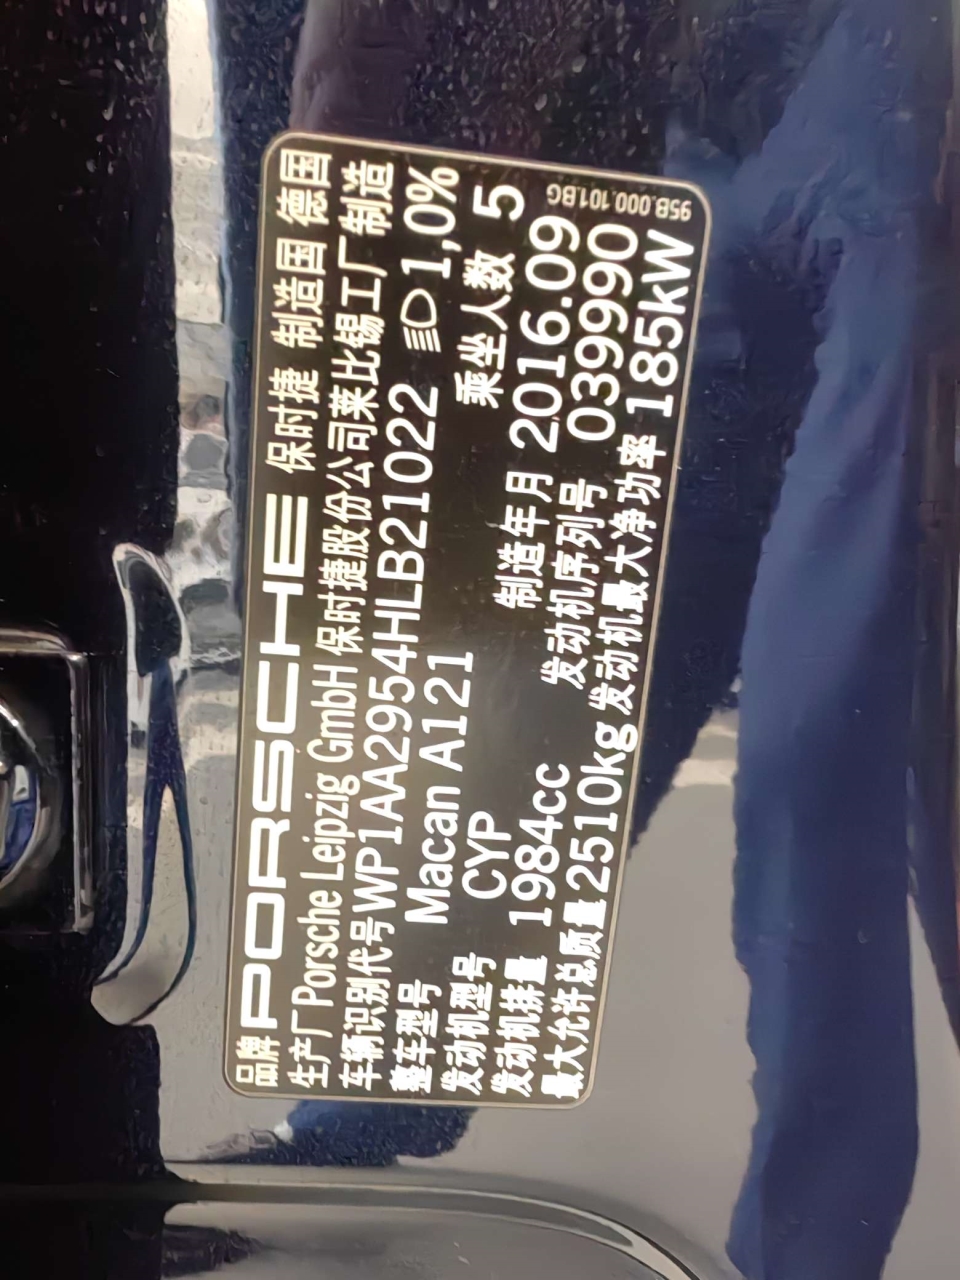 品牌 PORSCHE 保时捷 制造国 德国
生产厂 Porsche Leipzig GmbH 保时捷股份公司莱比锡工厂制造
车辆识别代号 WP1AA2954HLB21022 1,0%
整车型号 Macan A121 乘坐人数 5
发动机型号 CYP 制造年月 2016.09
发动机排量 1984cc 发动机序列号 039990
最大允许总质量 2510kg 发动机最大净功率 185kW
95B.000.101.BG